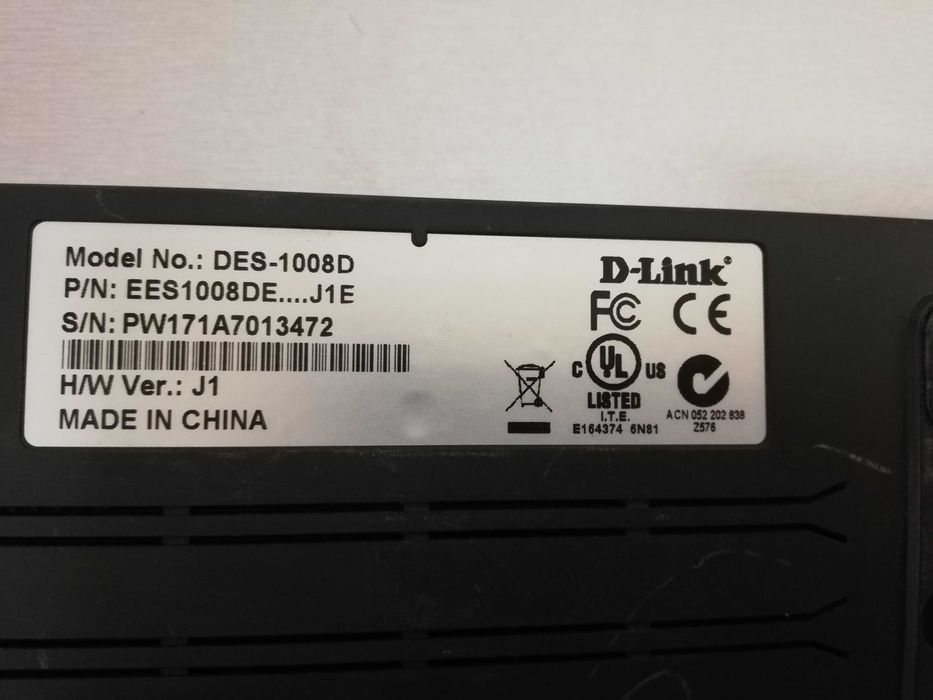 Model No.: DES-1008D
P/N: EES1008DE....J1E
S/N: PW171A7013472
H/W Ver.: J1
MADE IN CHINA
D-Link®
FC CE
C UL US
LISTED
I.T.E.
E164374 6N81
ACN 052 202 838
Z576